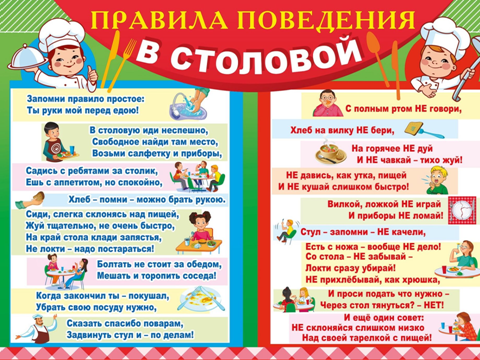 ПРАВИЛА ПОВЕДЕНИЯ
В СТОЛОВОЙ
Запомни правило простое:
Ты руки мой перед едою!
В столовую иди неспешно,
Свободное найди там место,
Возьми салфетку и приборы,
Садись с ребятами за столик,
Ешь с аппетитом, но спокойно,
Хлеб – помни – можно брать рукою.
Сиди, слегка склонясь над пищей,
Жуй тщательно, не очень быстро,
На край стола клади запястья,
Не локти – надо постараться!
Болтать не стоит за обедом,
Мешать и торопить соседа!
Когда закончил ты – покушал,
Убрать свою посуду нужно,
Сказать спасибо поварам,
Задвинуть стул и – по делам!
С полным ртом НЕ говори,
Хлеб на вилку НЕ бери,
На горячее НЕ дуй
И НЕ чавкай – тихо жуй!
НЕ давись, как утка, пищей
И НЕ кушай слишком быстро!
Вилкой, ложкой НЕ играй
И приборы НЕ ломай!
Стул – запомни – НЕ качели,
Есть с ножа – вообще НЕ дело!
Со стола – НЕ забывай –
Локти сразу убирай!
НЕ прихлёбывай, как хрюшка,
И проси подать что нужно –
Через стол тянуться? – НЕТ!
И ещё один совет:
НЕ склоняйся слишком низко
Над своей тарелкой с пищей!